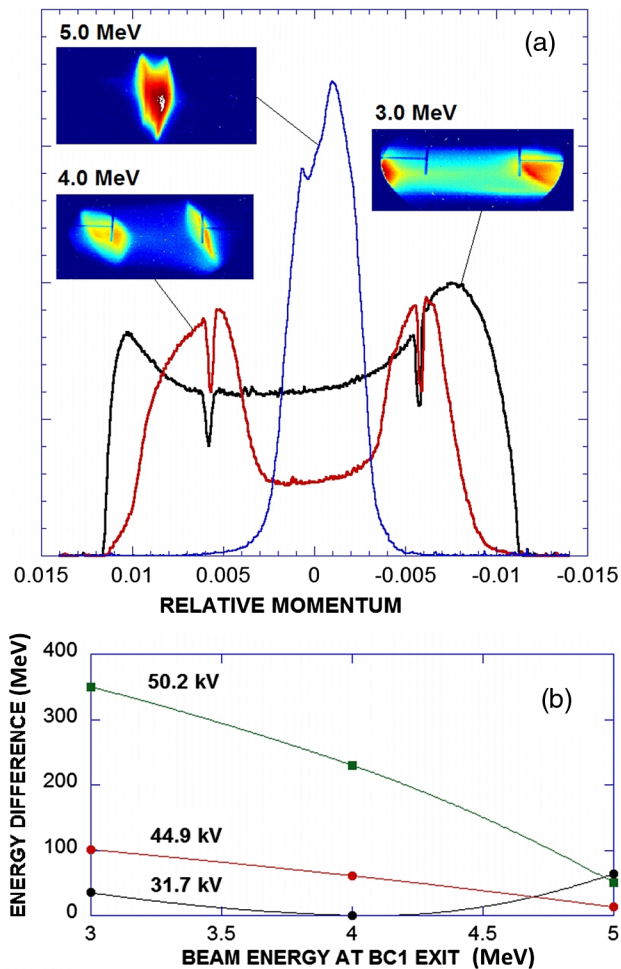 5.0 MeV
(a)
3.0 MeV
4.0 MeV
0.015 0.01 0.005 0 -0.005 -0.01 -0.015
RELATIVE MOMENTUM
ENERGY DIFFERENCE (MeV)
400
300
200
100
0
50.2 kV
(b)
44.9 kV
31.7 kV
3 3.5 4 4.5 5
BEAM ENERGY AT BC1 EXIT (MeV)